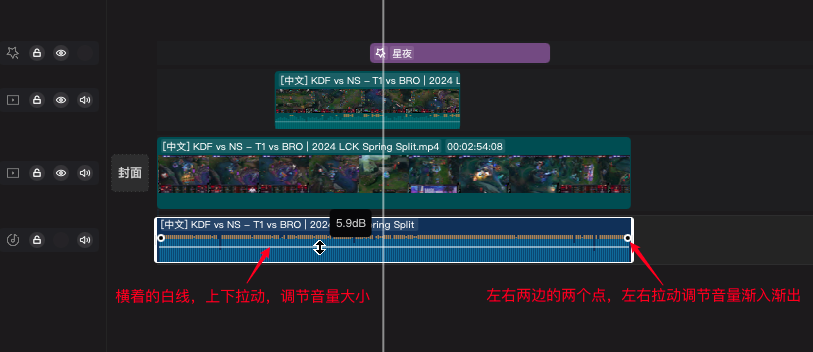 星夜
[中文] KDF vs NS - T1 vs BRO | 2024 L
[中文] KDF vs NS - T1 vs BRO | 2024 LCK Spring Split.mp4 00:02:54:08
封面
5.9dB
[中文] KDF vs NS - T1 vs BRO | 202 ring Split
横着的白线，上下拉动，调节音量大小
左右两边的两个点，左右拉动调节音量渐入渐出